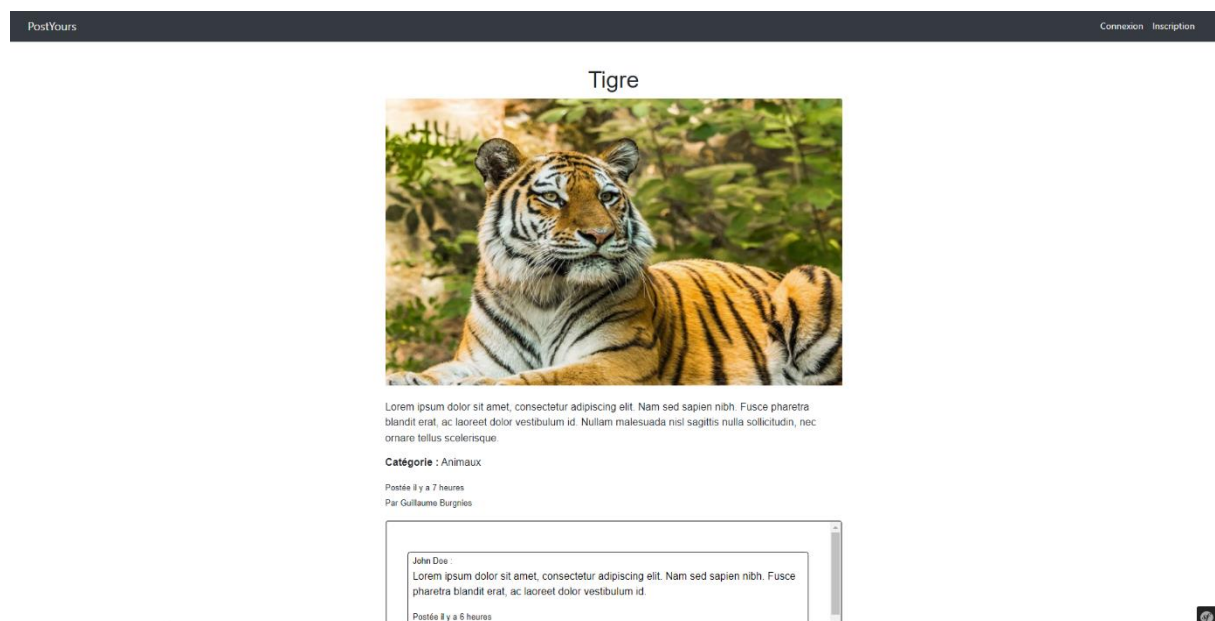 PostYours
Connexion Inscription
Tigre
Lorem ipsum dolor sit amet, consectetur adipiscing elit. Nam sed sapien nibh. Fusce pharetra
blandit erat, ac laoreet dolor vestibulum id. Nullam malesuada nisl sagittis nulla sollicitudin, nec
ornare tellus scelerisque.
Catégorie : Animaux
Postée il y a 7 heures
Par Guillaume Burgnies
John Doe :
Lorem ipsum dolor sit amet, consectetur adipiscing elit. Nam sed sapien nibh. Fusce
pharetra blandit erat, ac laoreet dolor vestibulum id.
Postée il y a 6 heures